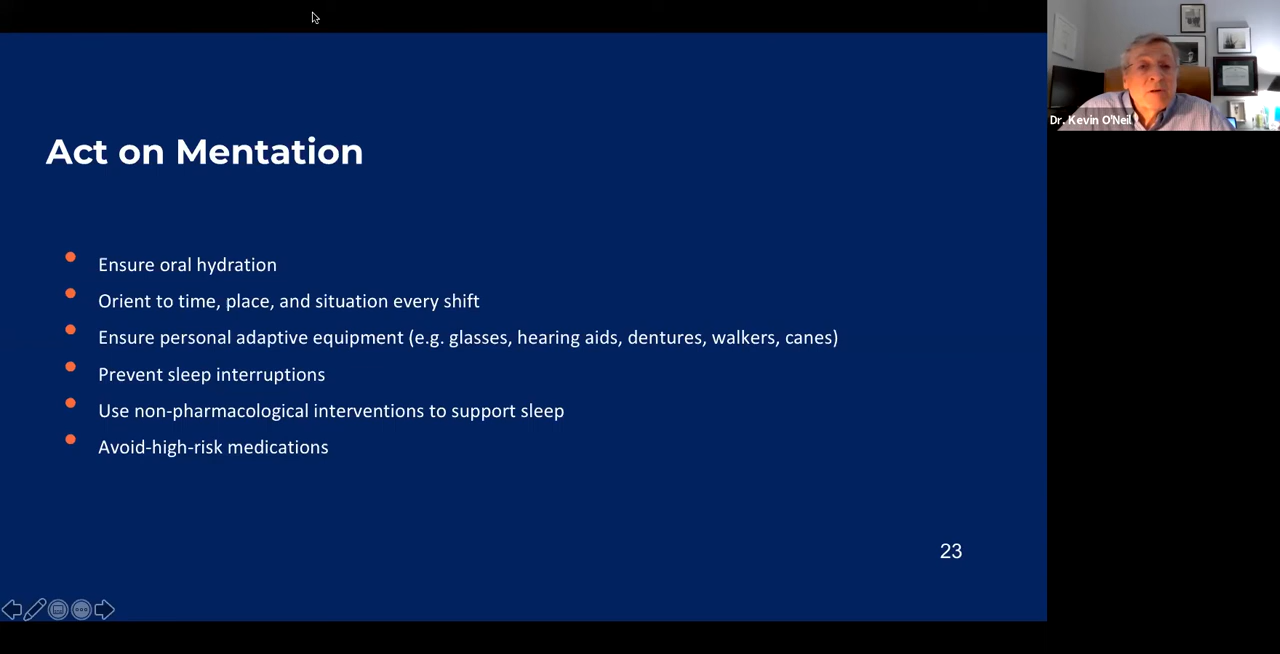 Act on Mentation
Ensure oral hydration
Orient to time, place, and situation every shift
Ensure personal adaptive equipment (e.g. glasses, hearing aids, dentures, walkers, canes)
Prevent sleep interruptions
Use non-pharmacological interventions to support sleep
Avoid-high-risk medications
23
Dr. Kevin O'Neil